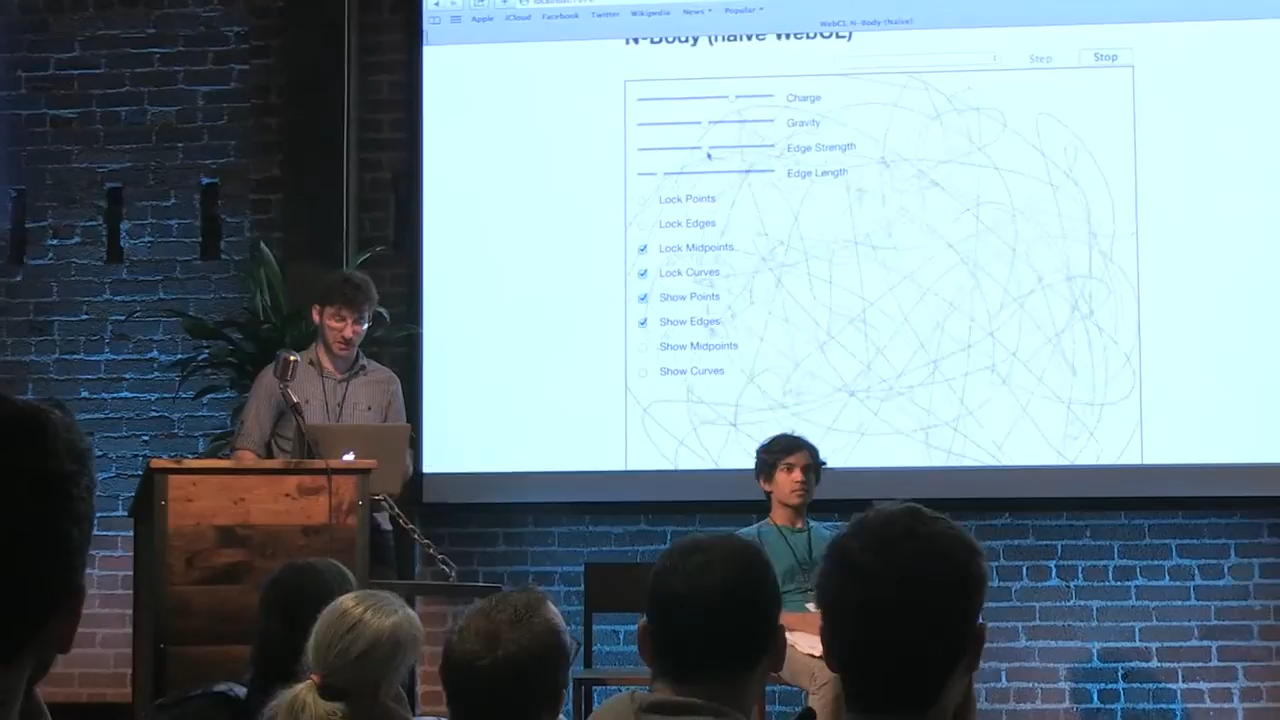 Apple iCloud Facebook Twitter Wikipedia News Popular
WebCL N-Body (Naive)
N-Body (naive WebCL)
Step Stop
Charge
Gravity
Edge Strength
Edge Length
Lock Points
Lock Edges
Lock Midpoints
Lock Curves
Show Points
Show Edges
Show Midpoints
Show Curves